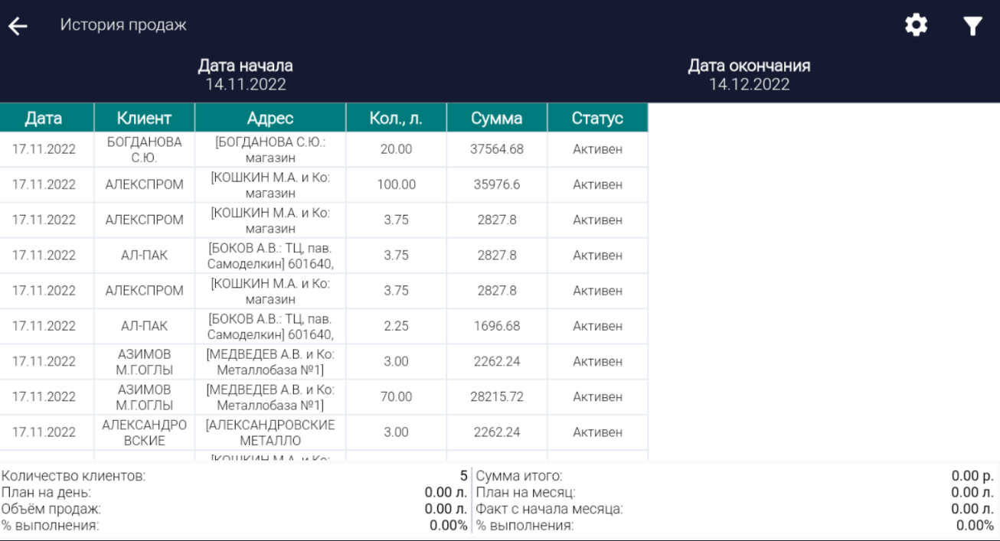 История продаж
Дата начала
14.11.2022
Дата окончания
14.12.2022
Дата Клиент Адрес Кол., л. Сумма Статус
17.11.2022 БОГДАНОВА С.Ю. [БОГДАНОВА С.Ю.: магазин 20.00 37564.68 Активен
17.11.2022 АЛЕКСПРОМ [КОШКИН М.А. и Ко: магазин 100.00 35976.6 Активен
17.11.2022 АЛЕКСПРОМ [КОШКИН М.А. и Ко: магазин 3.75 2827.8 Активен
17.11.2022 АЛ-ПАК [БОКОВ А.В.: ТЦ, пав. Самоделкин] 601640, 3.75 2827.8 Активен
17.11.2022 АЛЕКСПРОМ [КОШКИН М.А. и Ко: магазин 3.75 2827.8 Активен
17.11.2022 АЛ-ПАК [БОКОВ А.В.: ТЦ, пав. Самоделкин] 601640, 2.25 1696.68 Активен
17.11.2022 АЗИМОВ М.Г.ОГЛЫ [МЕДВЕДЕВ А.В. и Ко: Металлобаза №1] 3.00 2262.24 Активен
17.11.2022 АЗИМОВ М.Г.ОГЛЫ [МЕДВЕДЕВ А.В. и Ко: Металлобаза №1] 70.00 28215.72 Активен
17.11.2022 АЛЕКСАНДРО ВСКИЕ [АЛЕКСАНДРОВСКИЕ МЕТАЛЛО 3.00 2262.24 Активен
[КОШКИН М.А. и Ко:
Количество клиентов: 5 Сумма итого: 0.00 р.
План на день: 0.00 л. План на месяц: 0.00 л.
Объём продаж: 0.00 л. Факт с начала месяца: 0.00 л.
% выполнения: 0.00% % выполнения: 0.00%